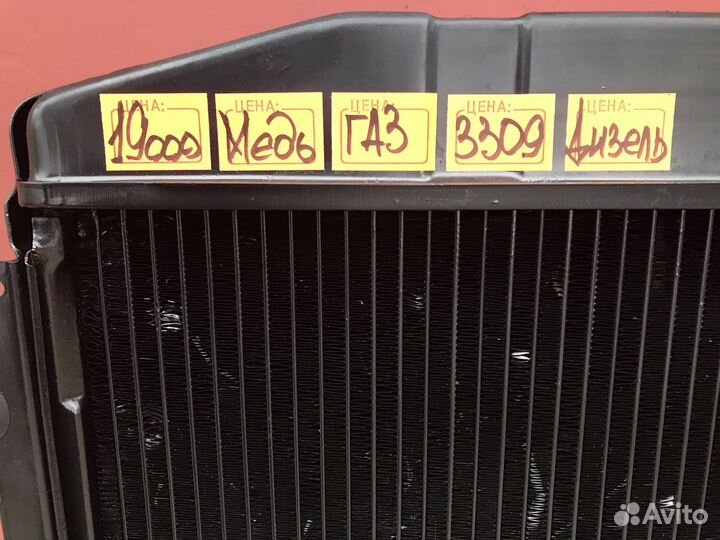 ЦЕНА: ЦЕНА: ЦЕНА: ЦЕНА: ЦЕНА:
19000 Медь ГАЗ 3309 Дизель
Avito